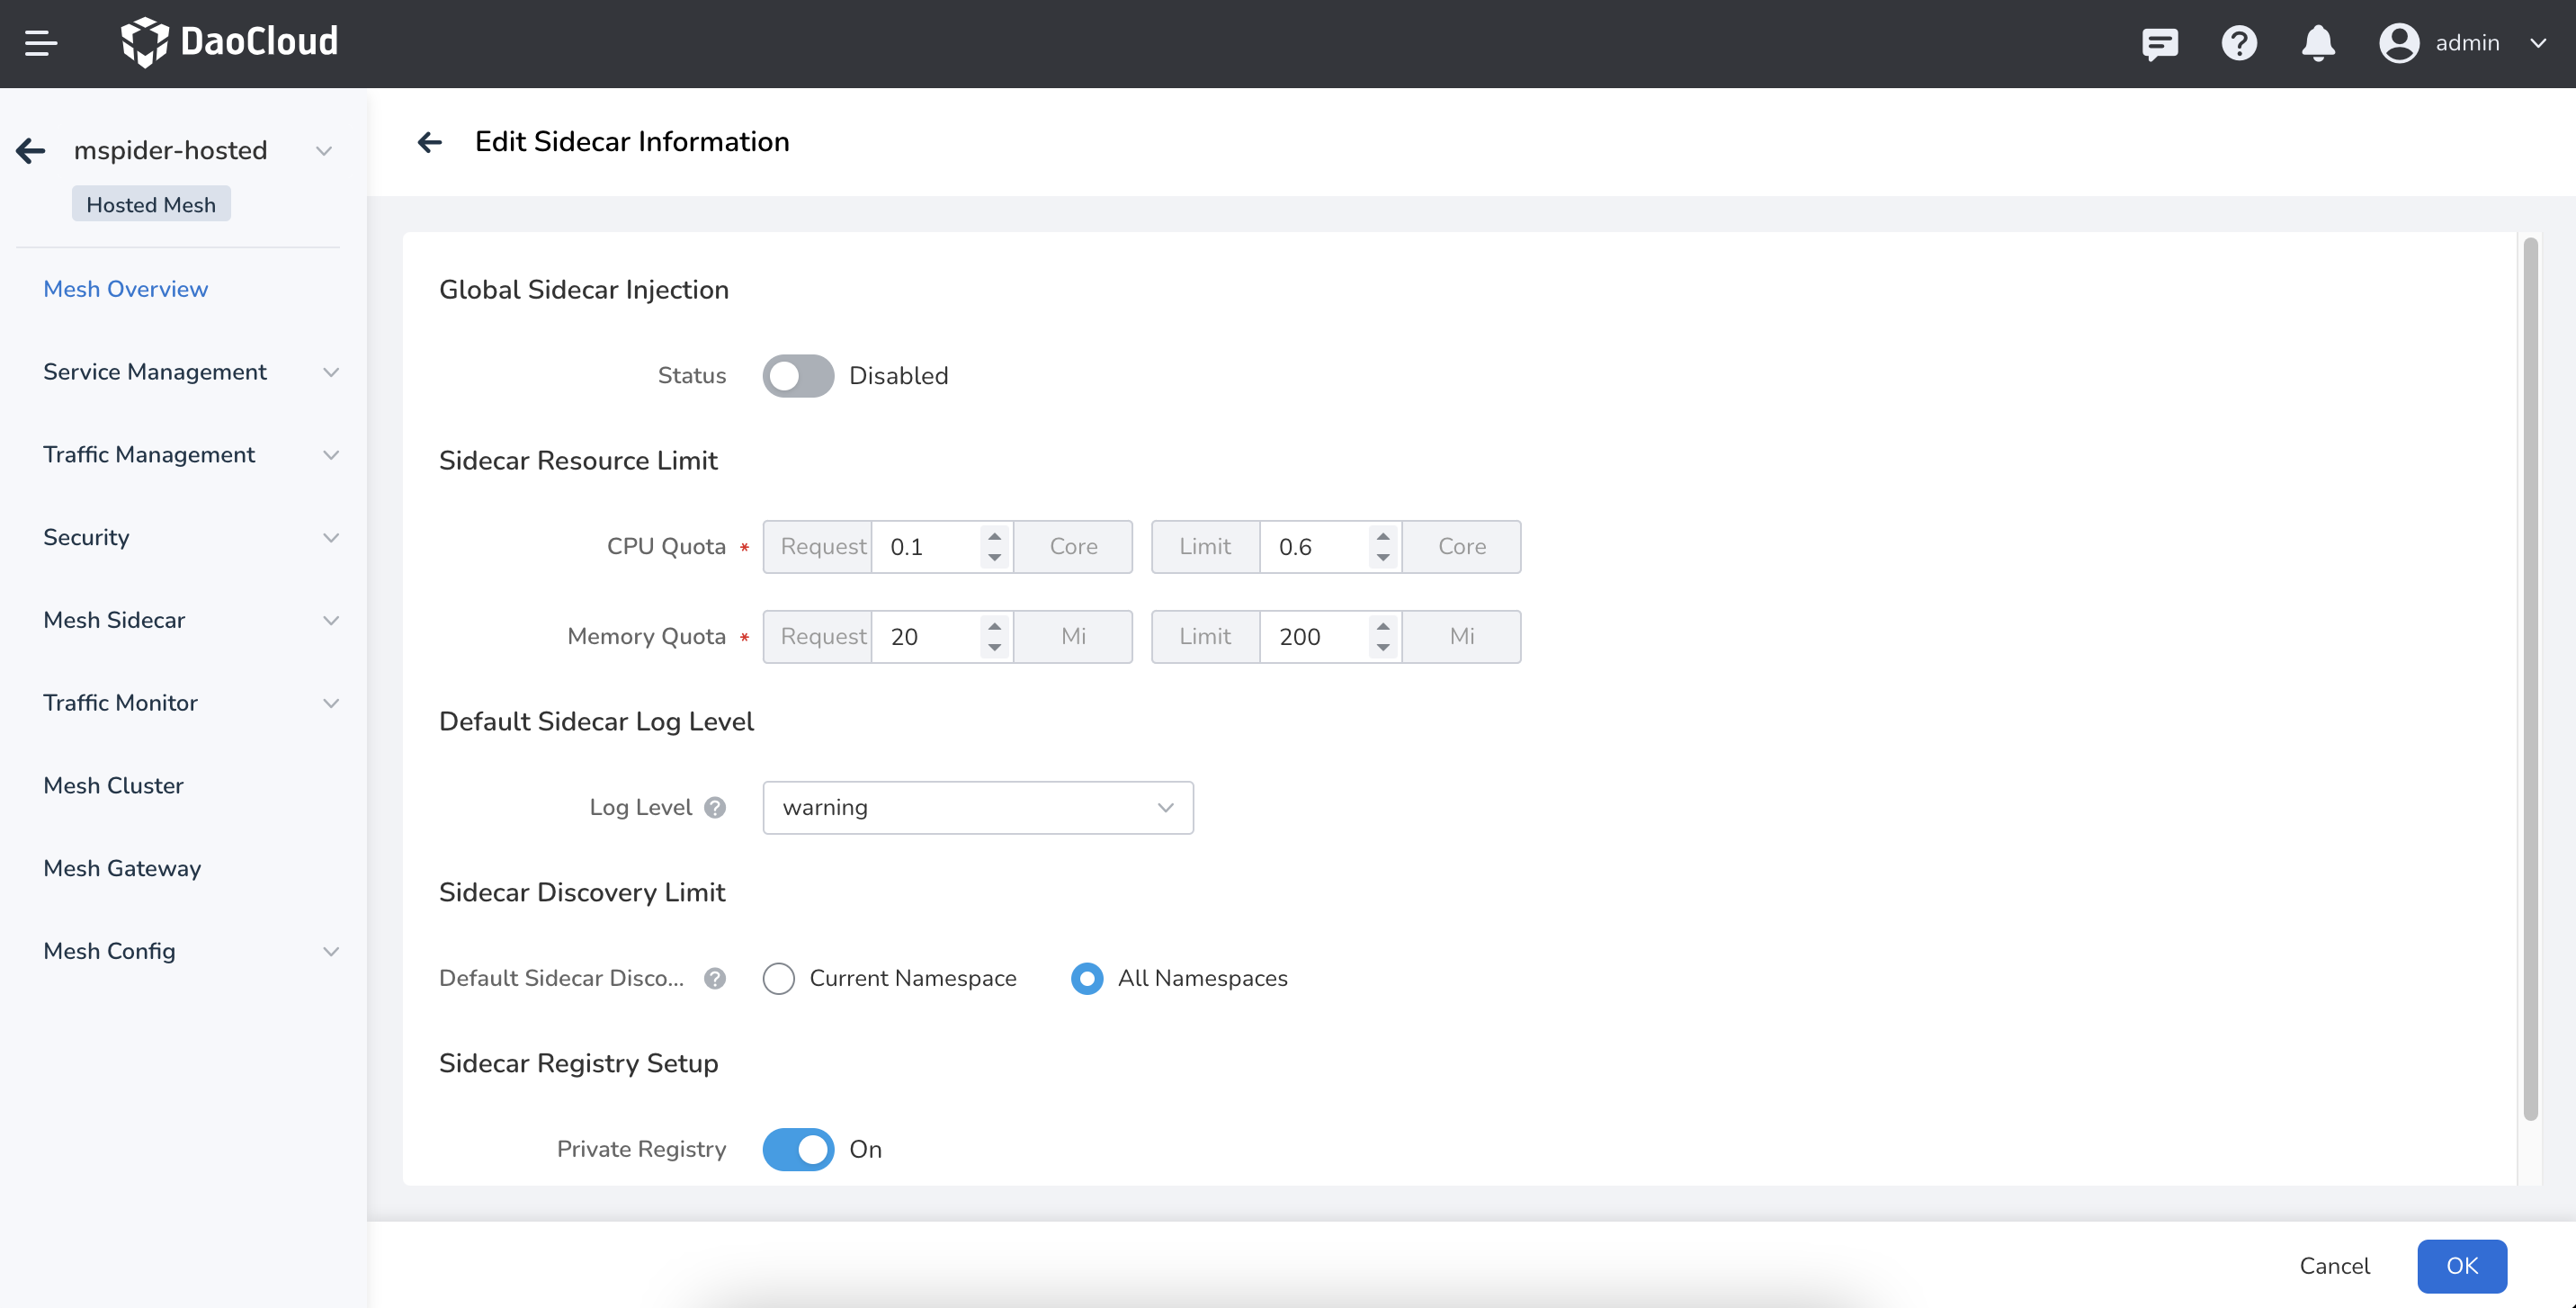 DaoCloud
admin
mspider-hosted
Hosted Mesh
Mesh Overview
Service Management
Traffic Management
Security
Mesh Sidecar
Traffic Monitor
Mesh Cluster
Mesh Gateway
Mesh Config
Edit Sidecar Information
Global Sidecar Injection
Status Disabled
Sidecar Resource Limit
CPU Quota * Request 0.1 Core Limit 0.6 Core
Memory Quota * Request 20 Mi Limit 200 Mi
Default Sidecar Log Level
Log Level ? warning
Sidecar Discovery Limit
Default Sidecar Disco... ? Current Namespace All Namespaces
Sidecar Registry Setup
Private Registry On
Cancel OK